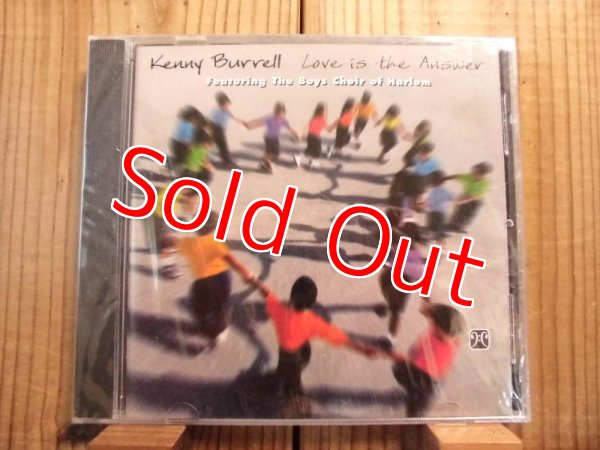 Kenny Burrell Love is the Answer
Featuring The Boys Choir of Harlem
Sold Out